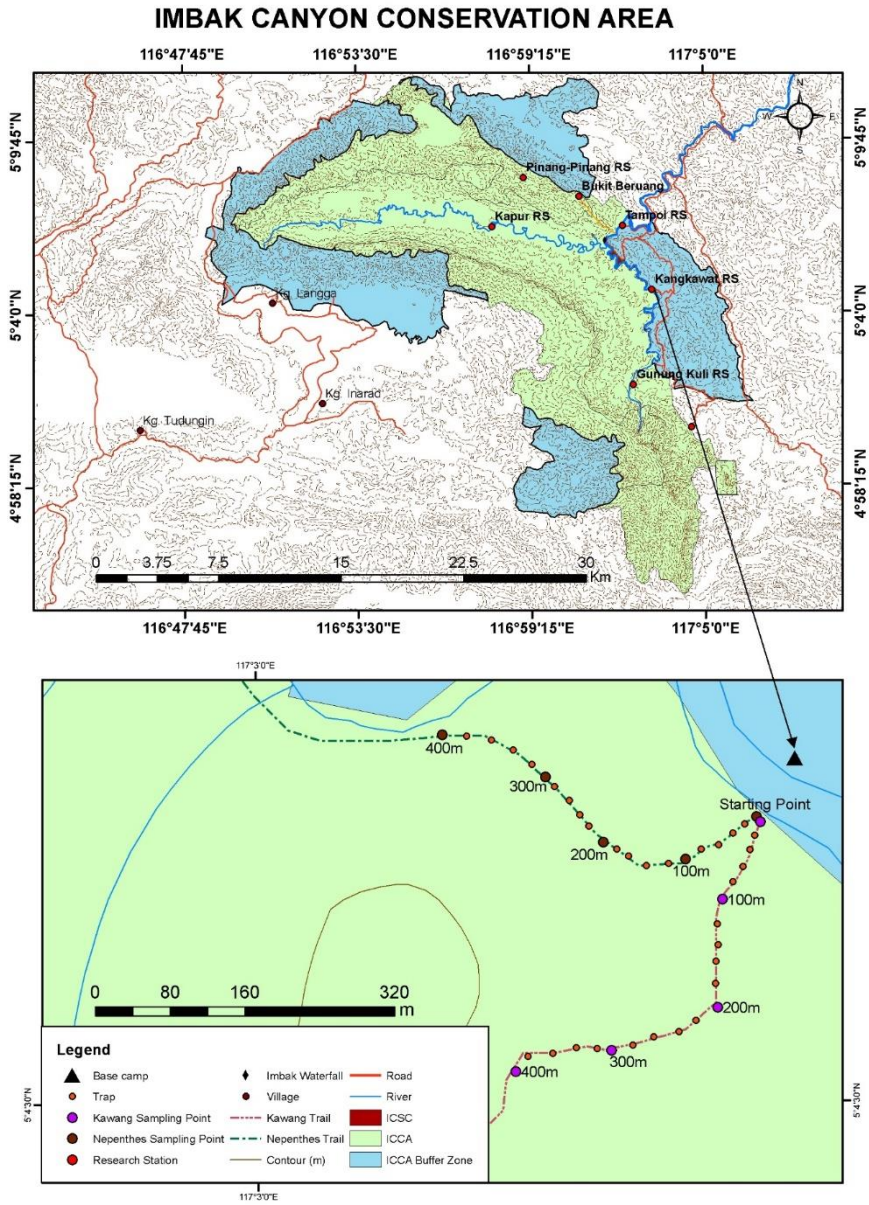 IMBAK CANYON CONSERVATION AREA
116°47'45"E 116°53'30"E 116°59'15"E 117°5'0"E
N
W E
S
5°9'45"N 5°9'45"N
Pinang-Pinang RS
Bukit Beruang
Kapur RS Tampoi RS
Kangkawat RS
Kg. Langga
5°4'0"N 5°4'0"N
Gunung Kuli RS
Kg. Inarad
Kg. Tudungin
4°58'15"N 4°58'15"N
0 3.75 7.5 15 22.5 30
Km
116°47'45"E 116°53'30"E 116°59'15"E 117°5'0"E
117°3'0"E
400m
300m
Starting Point
200m
100m
100m
0 80 160 320
m
200m
300m
400m
Legend
Base camp Imbak Waterfall Road
Trap Village River
Kawang Sampling Point Kawang Trail ICSC
Nepenthes Sampling Point Nepenthes Trail ICCA
Research Station Contour (m) ICCA Buffer Zone
5°4'30"N 5°4'30"N
117°3'0"E